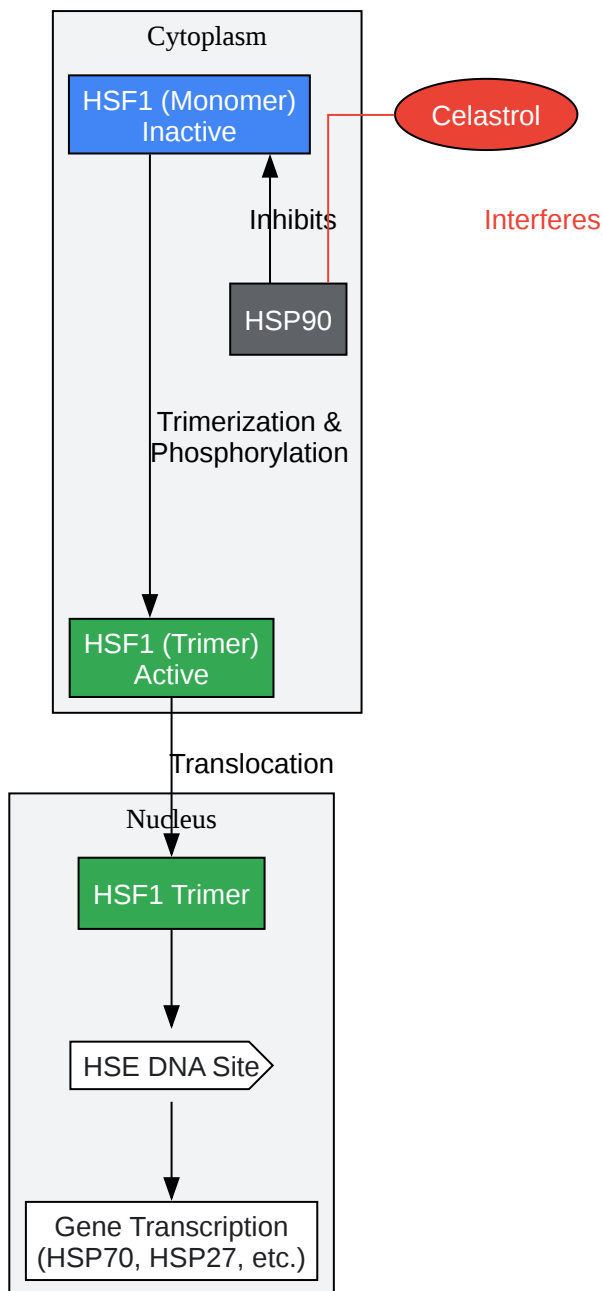 Cytoplasm
HSF1 (Monomer)
Inactive
Celastrol
Inhibits
Interferes
HSP90
Trimerization &
Phosphorylation
HSF1 (Trimer)
Active
Translocation
Nucleus
HSF1 Trimer
HSE DNA Site
Gene Transcription
(HSP70, HSP27, etc.)